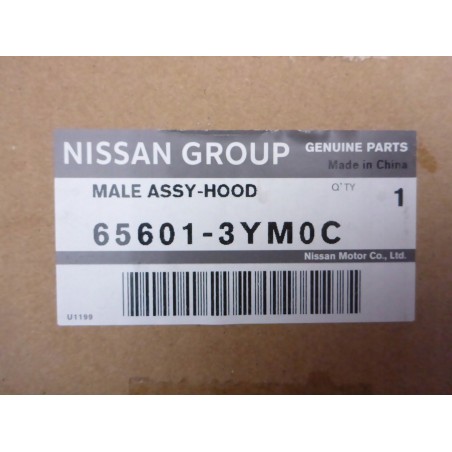 NISSAN GROUP GENUINE PARTS
Made in China
MALE ASSY-HOOD Q'TY 1
65601-3YM0C
Nissan Motor Co., Ltd.
U1199